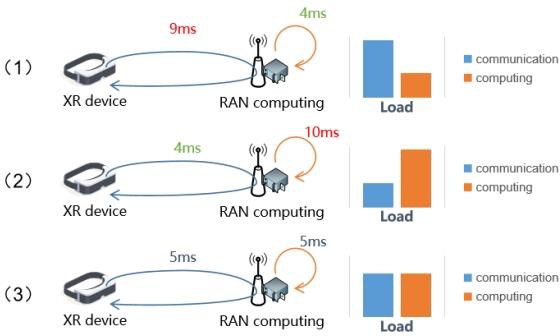 4ms
9ms
communication
(1)
computing
XR device
RAN computing
Load
10ms
4ms
communication
(2)
computing
XR device
RAN computing
Load
5ms
5ms
communication
(3)
computing
XR device
RAN computing
Load